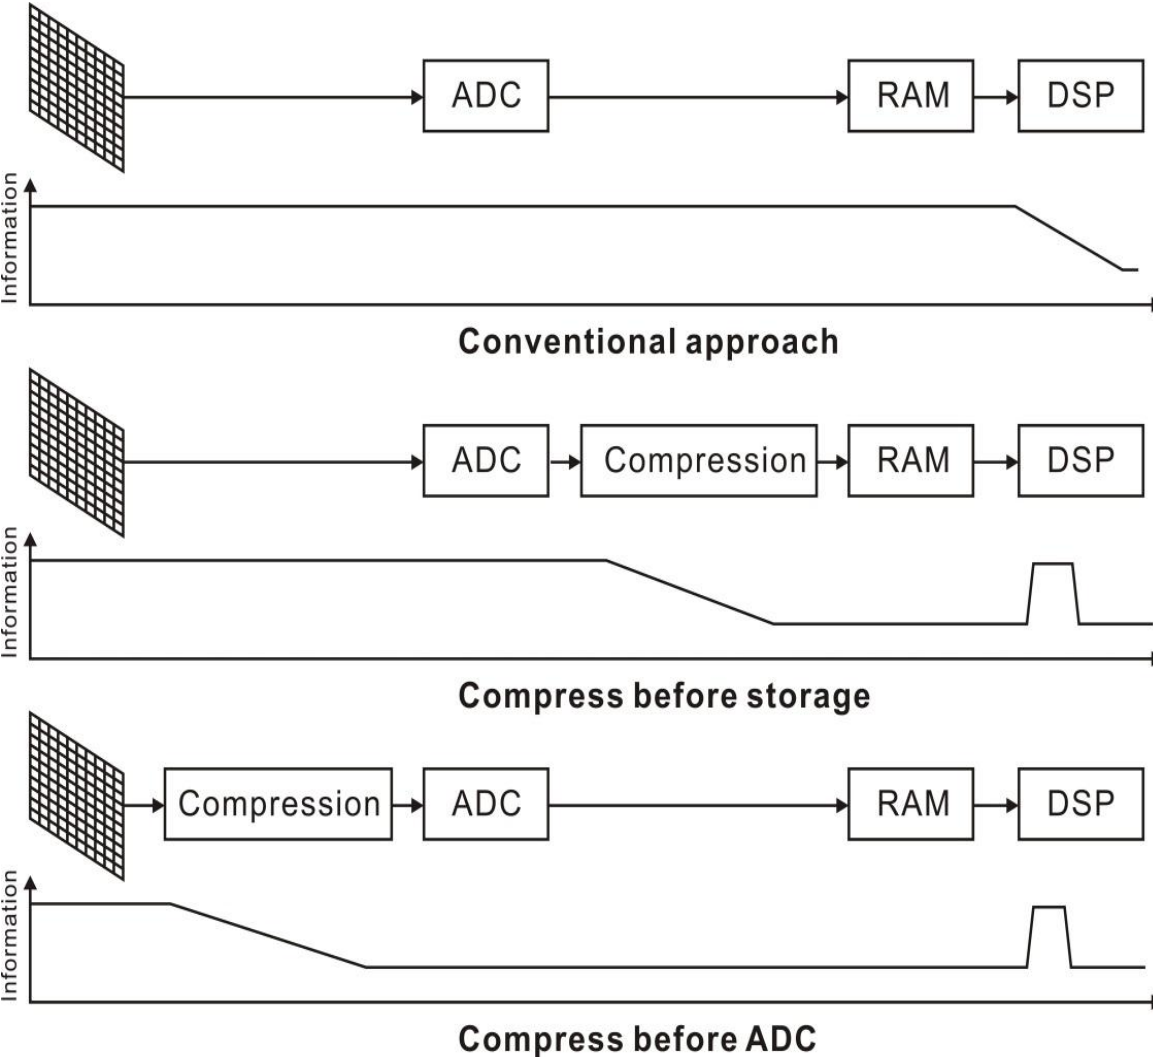 ADC RAM DSP
Information
Conventional approach
ADC Compression RAM DSP
Information
Compress before storage
Compression ADC RAM DSP
Information
Compress before ADC